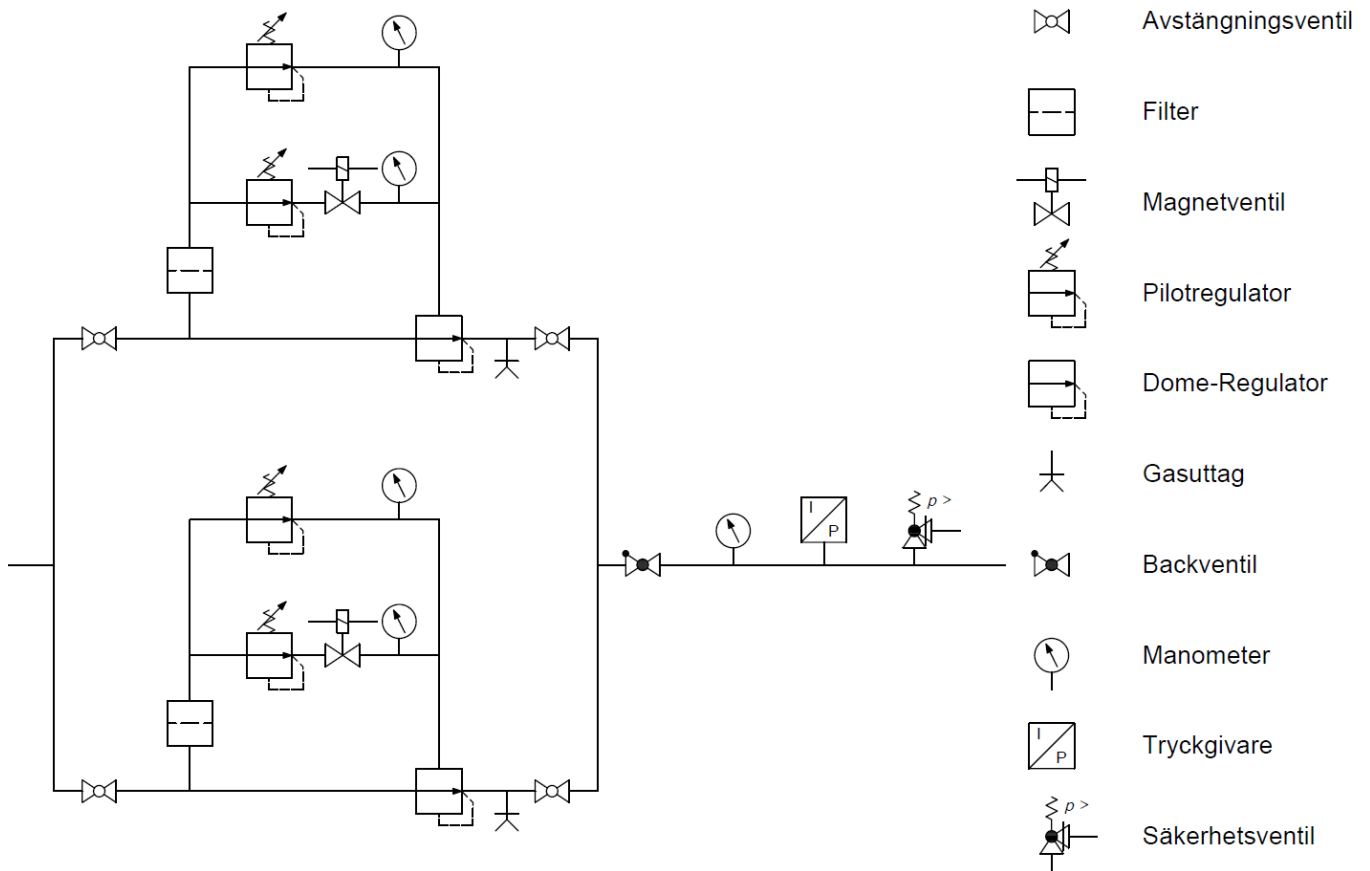 Avstängningsventil
Filter
Magnetventil
Pilotregulator
Dome-Regulator
Gasuttag
p >
I
P
Backventil
Manometer
I
P
Tryckgivare
p >
Säkerhetsventil